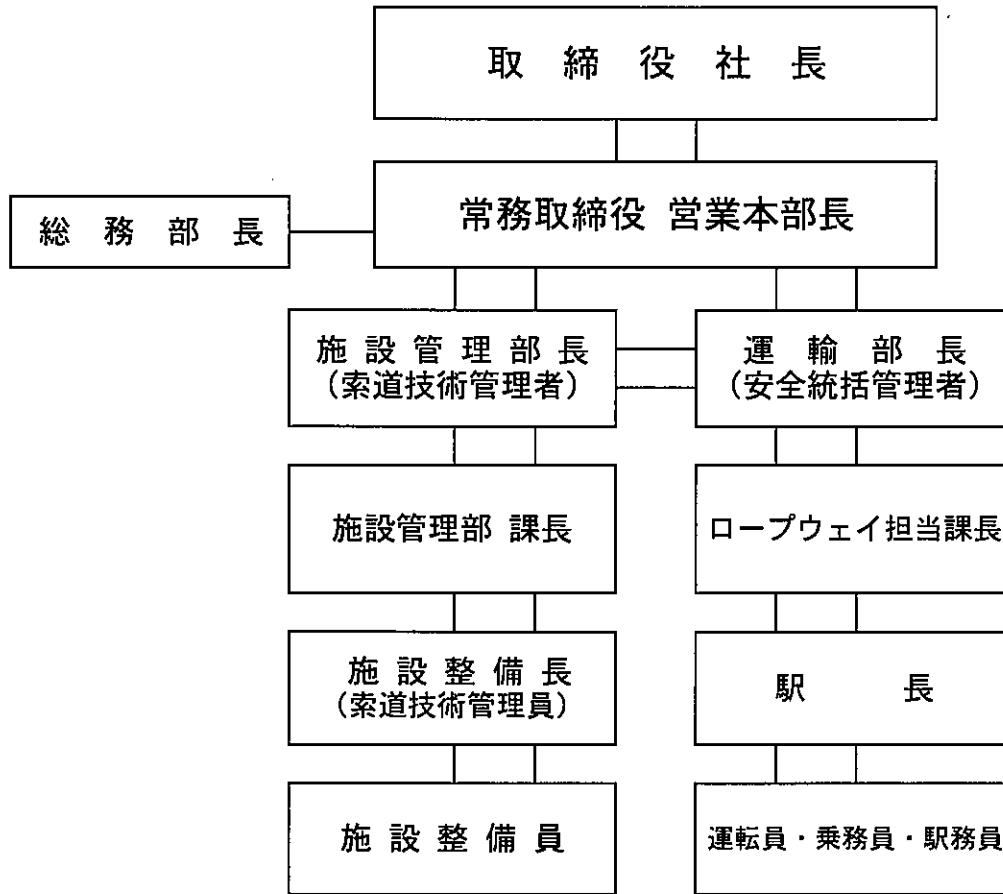 取締役社長
常務取締役 営業本部長
総務部長
施設管理部長
(索道技術管理者)
運輸部長
(安全統括管理者)
施設管理部 課長
ロープウェイ担当課長
施設整備長
(索道技術管理員)
駅長
施設整備員
運転員・乗務員・駅務員